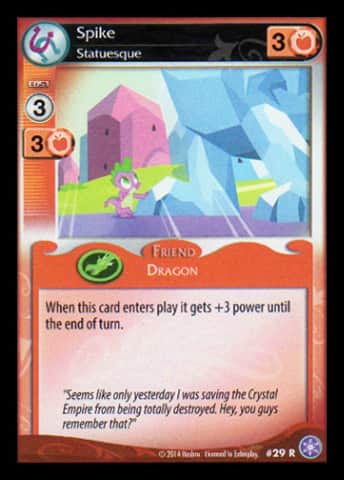 Spike
3
Statuesque
3
3
FRIEND
DRAGON
When this card enters play it gets +3 power until
the end of turn.
"Seems like only yesterday I was saving the Crystal
Empire from being totally destroyed. Hey, you guys
remember that?"
© 2014 Hasbro Licensed to Enterplay. #29 R